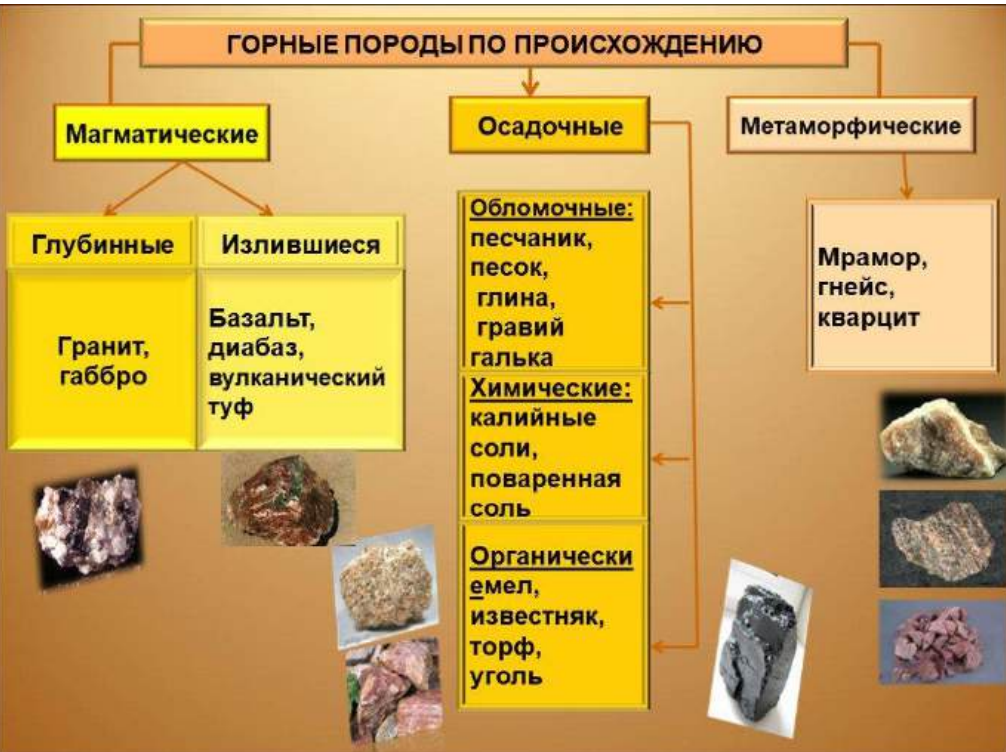 ГОРНЫЕ ПОРОДЫ ПО ПРОИСХОЖДЕНИЮ
Магматические
Осадочные
Метаморфические
Глубинные
Излившиеся
Гранит,
габбро
Базальт,
диабаз,
вулканический
туф
Обломочные:
песчаник,
песок,
глина,
гравий
галька
Химические:
калийные
соли,
поваренная
соль
Органически
емел,
известняк,
торф,
уголь
Мрамор,
гнейс,
кварцит